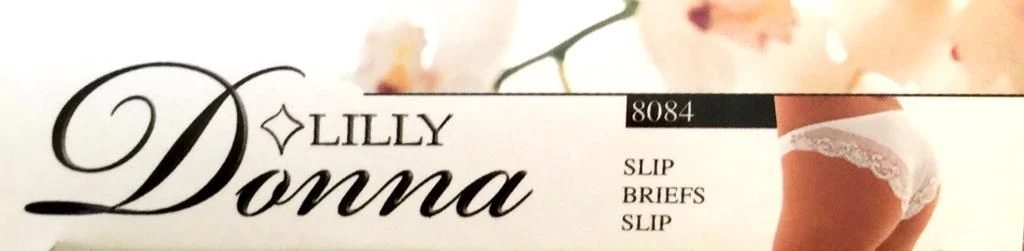 LILLY
Donna
8084
SLIP
BRIEFS
SLIP